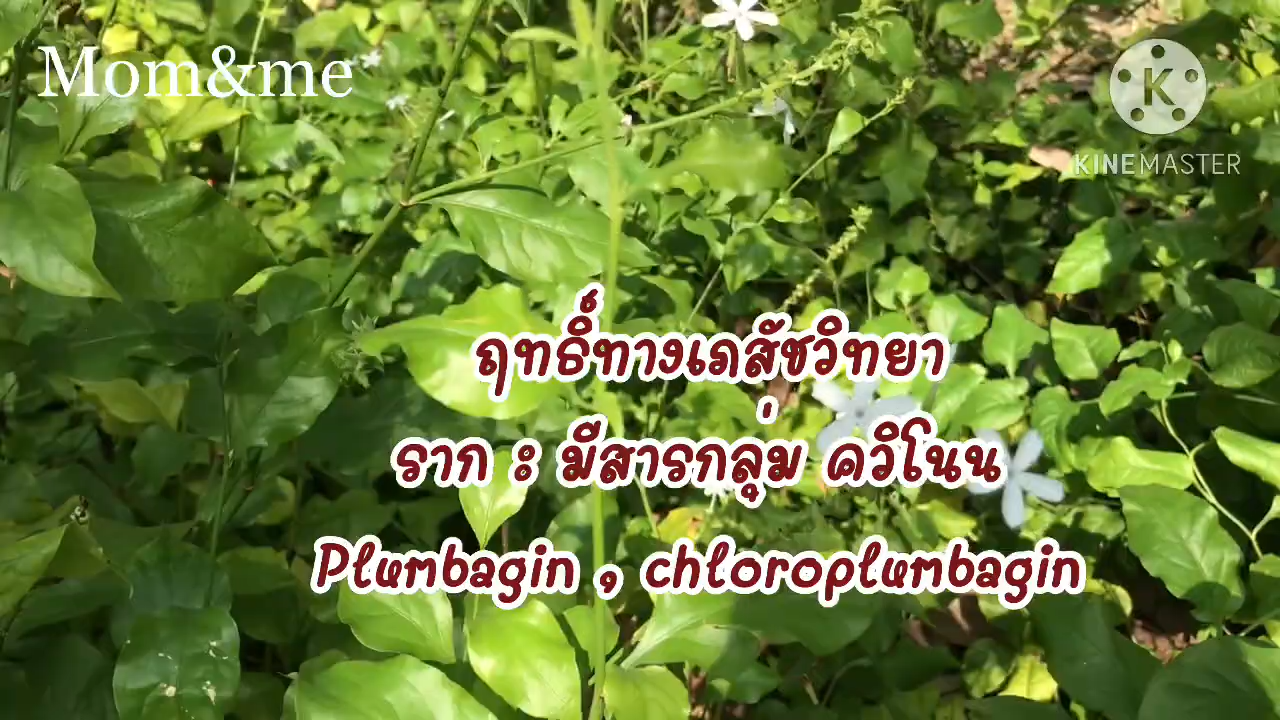 Mom&me
K
KINEMASTER
ฤทธิ์ทางเภสัชวิทยา
ราก : มีสารกลุ่ม ควิโนน
Plumbagin , chloroplumbagin